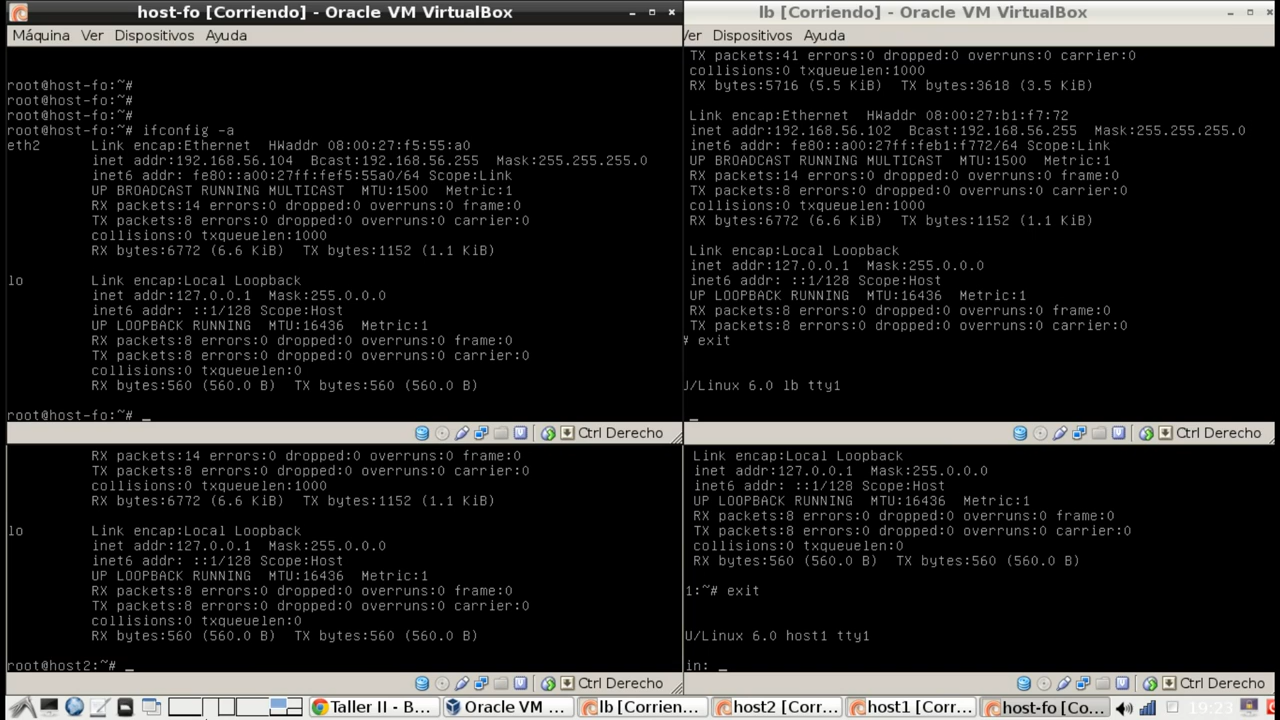 host-fo [Corriendo] - Oracle VM VirtualBox
Máquina Ver Dispositivos Ayuda
root@host-fo:~#
root@host-fo:~#
root@host-fo:~#
root@host-fo:~# ifconfig -a
eth2 Link encap:Ethernet HWaddr 08:00:27:f5:55:a0
inet addr:192.168.56.104 Bcast:192.168.56.255 Mask:255.255.255.0
inet6 addr: fe80::a00:27ff:fef5:55a0/64 Scope:Link
UP BROADCAST RUNNING MULTICAST MTU:1500 Metric:1
RX packets:14 errors:0 dropped:0 overruns:0 frame:0
TX packets:8 errors:0 dropped:0 overruns:0 carrier:0
collisions:0 txqueuelen:1000
RX bytes:6772 (6.6 KiB) TX bytes:1152 (1.1 KiB)
lo Link encap:Local Loopback
inet addr:127.0.0.1 Mask:255.0.0.0
inet6 addr: ::1/128 Scope:Host
UP LOOPBACK RUNNING MTU:16436 Metric:1
RX packets:8 errors:0 dropped:0 overruns:0 frame:0
TX packets:8 errors:0 dropped:0 overruns:0 carrier:0
collisions:0 txqueuelen:0
RX bytes:560 (560.0 B) TX bytes:560 (560.0 B)
root@host-fo:~# _
Ctrl Derecho
lb [Corriendo] - Oracle VM VirtualBox
Ver Dispositivos Ayuda
TX packets:41 errors:0 dropped:0 overruns:0 carrier:0
collisions:0 txqueuelen:1000
RX bytes:5716 (5.5 KiB) TX bytes:3618 (3.5 KiB)
Link encap:Ethernet HWaddr 08:00:27:b1:f7:72
inet addr:192.168.56.102 Bcast:192.168.56.255 Mask:255.255.255.0
inet6 addr: fe80::a00:27ff:feb1:f772/64 Scope:Link
UP BROADCAST RUNNING MULTICAST MTU:1500 Metric:1
RX packets:14 errors:0 dropped:0 overruns:0 frame:0
TX packets:8 errors:0 dropped:0 overruns:0 carrier:0
collisions:0 txqueuelen:1000
RX bytes:6772 (6.6 KiB) TX bytes:1152 (1.1 KiB)
Link encap:Local Loopback
inet addr:127.0.0.1 Mask:255.0.0.0
inet6 addr: ::1/128 Scope:Host
UP LOOPBACK RUNNING MTU:16436 Metric:1
RX packets:8 errors:0 dropped:0 overruns:0 frame:0
TX packets:8 errors:0 dropped:0 overruns:0 carrier:0
# exit
U/Linux 6.0 lb tty1
_
Ctrl Derecho
RX packets:14 errors:0 dropped:0 overruns:0 frame:0
TX packets:8 errors:0 dropped:0 overruns:0 carrier:0
collisions:0 txqueuelen:1000
RX bytes:6772 (6.6 KiB) TX bytes:1152 (1.1 KiB)
lo Link encap:Local Loopback
inet addr:127.0.0.1 Mask:255.0.0.0
inet6 addr: ::1/128 Scope:Host
UP LOOPBACK RUNNING MTU:16436 Metric:1
RX packets:8 errors:0 dropped:0 overruns:0 frame:0
TX packets:8 errors:0 dropped:0 overruns:0 carrier:0
collisions:0 txqueuelen:0
RX bytes:560 (560.0 B) TX bytes:560 (560.0 B)
root@host2:~# _
Ctrl Derecho
Link encap:Local Loopback
inet addr:127.0.0.1 Mask:255.0.0.0
inet6 addr: ::1/128 Scope:Host
UP LOOPBACK RUNNING MTU:16436 Metric:1
RX packets:8 errors:0 dropped:0 overruns:0 frame:0
TX packets:8 errors:0 dropped:0 overruns:0 carrier:0
collisions:0 txqueuelen:0
RX bytes:560 (560.0 B) TX bytes:560 (560.0 B)
1:~# exit
U/Linux 6.0 host1 tty1
in: _
Ctrl Derecho
Taller II - B... Oracle VM ... lb [Corrien... host2 [Corr... host1 [Corr... host-fo [Co... 19:23